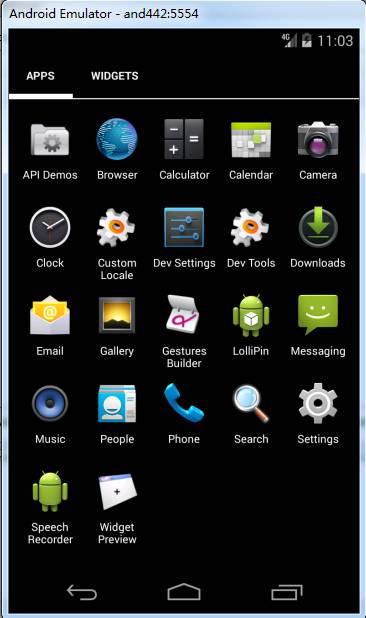 Android Emulator - and442:5554
4G 11:03
APPS WIDGETS
API Demos Browser Calculator Calendar Camera
Clock Custom Locale Dev Settings Dev Tools Downloads
Email Gallery Gestures Builder LolliPin Messaging
Music People Phone Search Settings
Speech Recorder Widget Preview